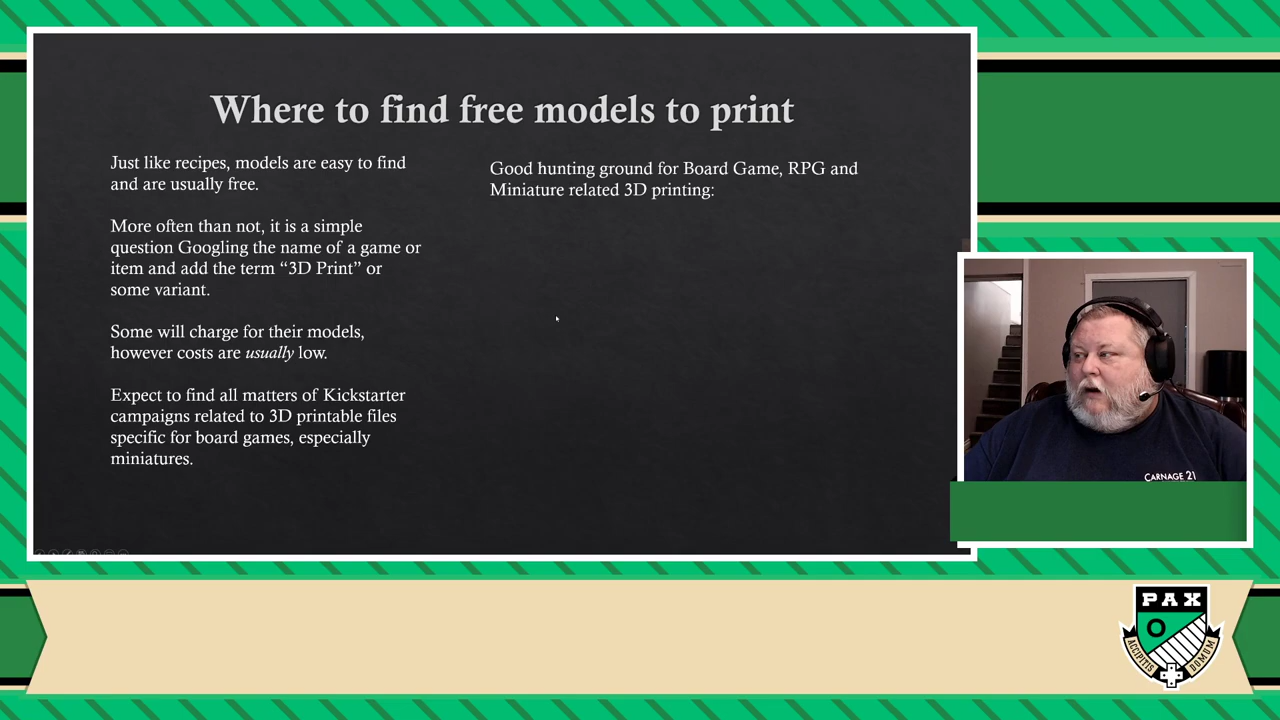 Where to find free models to print
Just like recipes, models are easy to find
and are usually free.
More often than not, it is a simple
question Googling the name of a game or
item and add the term “3D Print” or
some variant.
Some will charge for their models,
however costs are usually low.
Expect to find all matters of Kickstarter
campaigns related to 3D printable files
specific for board games, especially
miniatures.
Good hunting ground for Board Game, RPG and
Miniature related 3D printing:
CARNAGE 21
PAX
O
ACCIPITIS
DOMUM